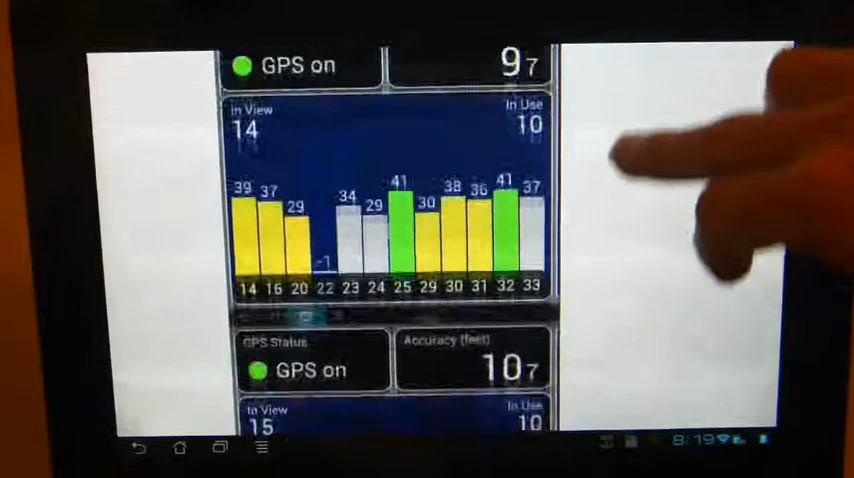 GPS on
97
In View
In Use
14
10
39 37 29 -1 34 29 41 30 38 36 41 37
14 16 20 22 23 24 25 29 30 31 32 33
GPS Status
Accuracy (feet)
GPS on
107
In View
In Use
15
10
8:19